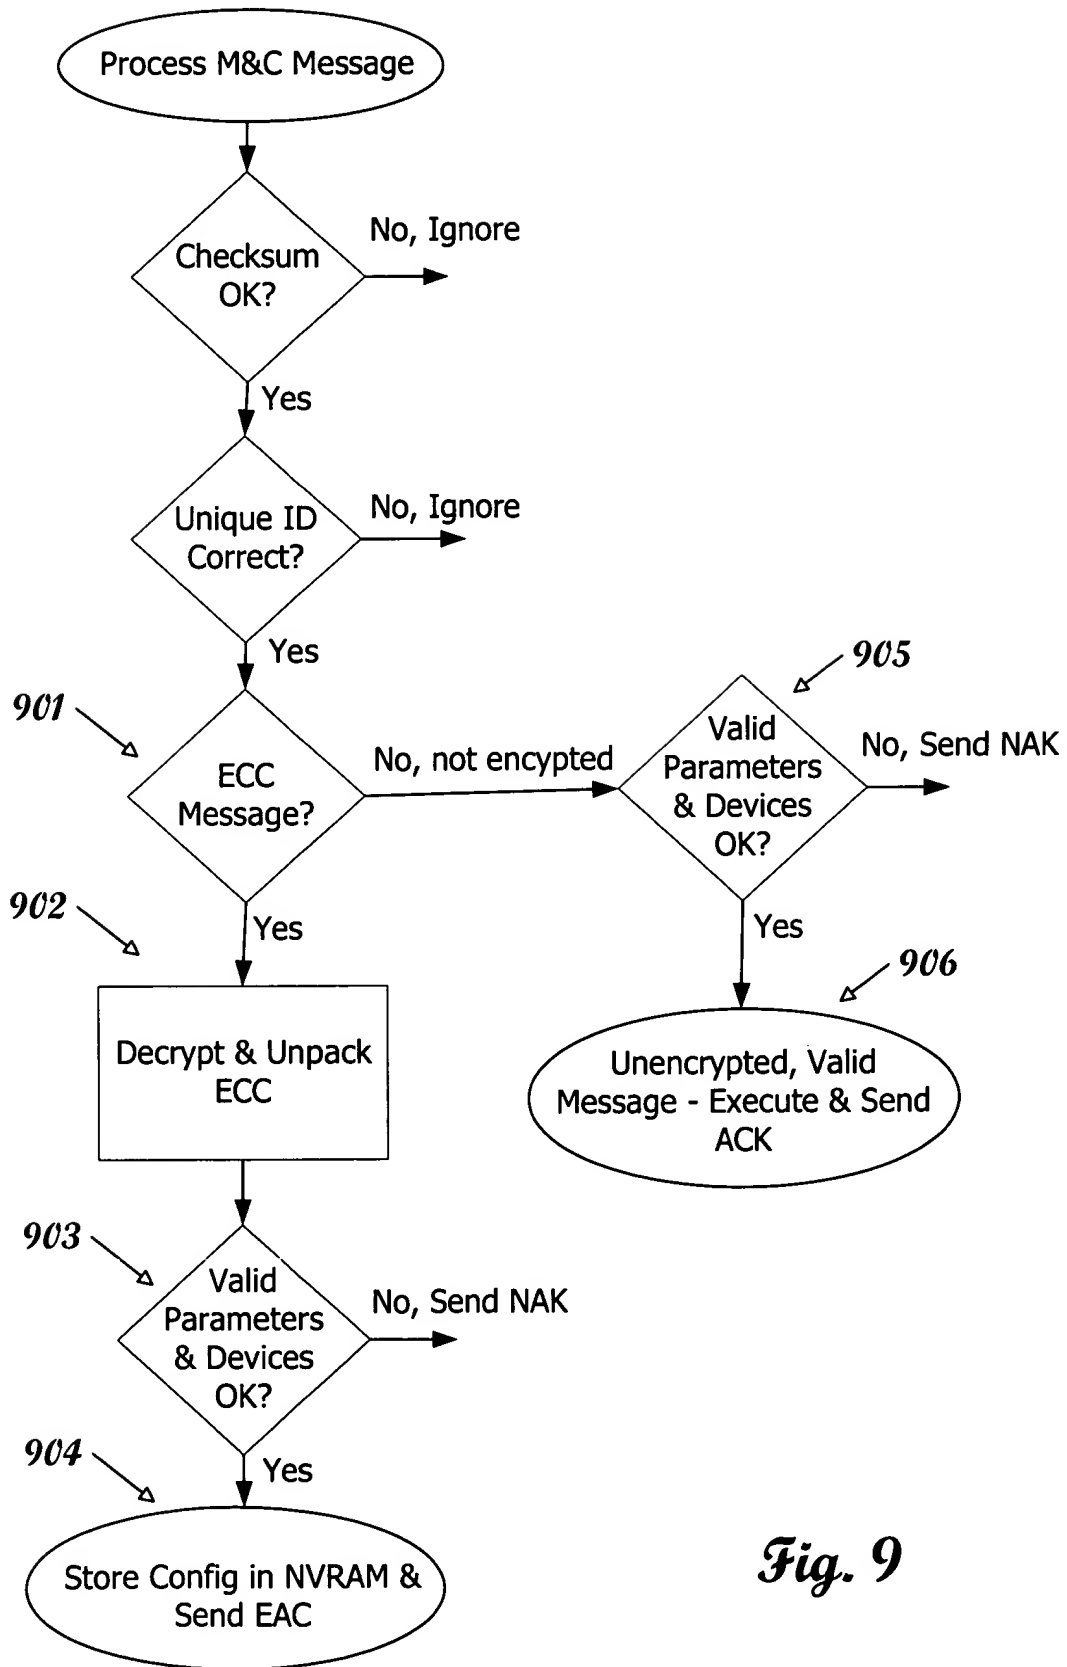 Process M&C Message
Checksum
OK?
No, Ignore
Yes
Unique ID
Correct?
No, Ignore
Yes
901
ECC
Message?
No, not encypted
905
Valid
Parameters
& Devices
OK?
No, Send NAK
Yes
906
Unencrypted, Valid
Message - Execute & Send
ACK
902
Yes
Decrypt & Unpack
ECC
903
Valid
Parameters
& Devices
OK?
No, Send NAK
904
Yes
Store Config in NVRAM &
Send EAC
Fig. 9